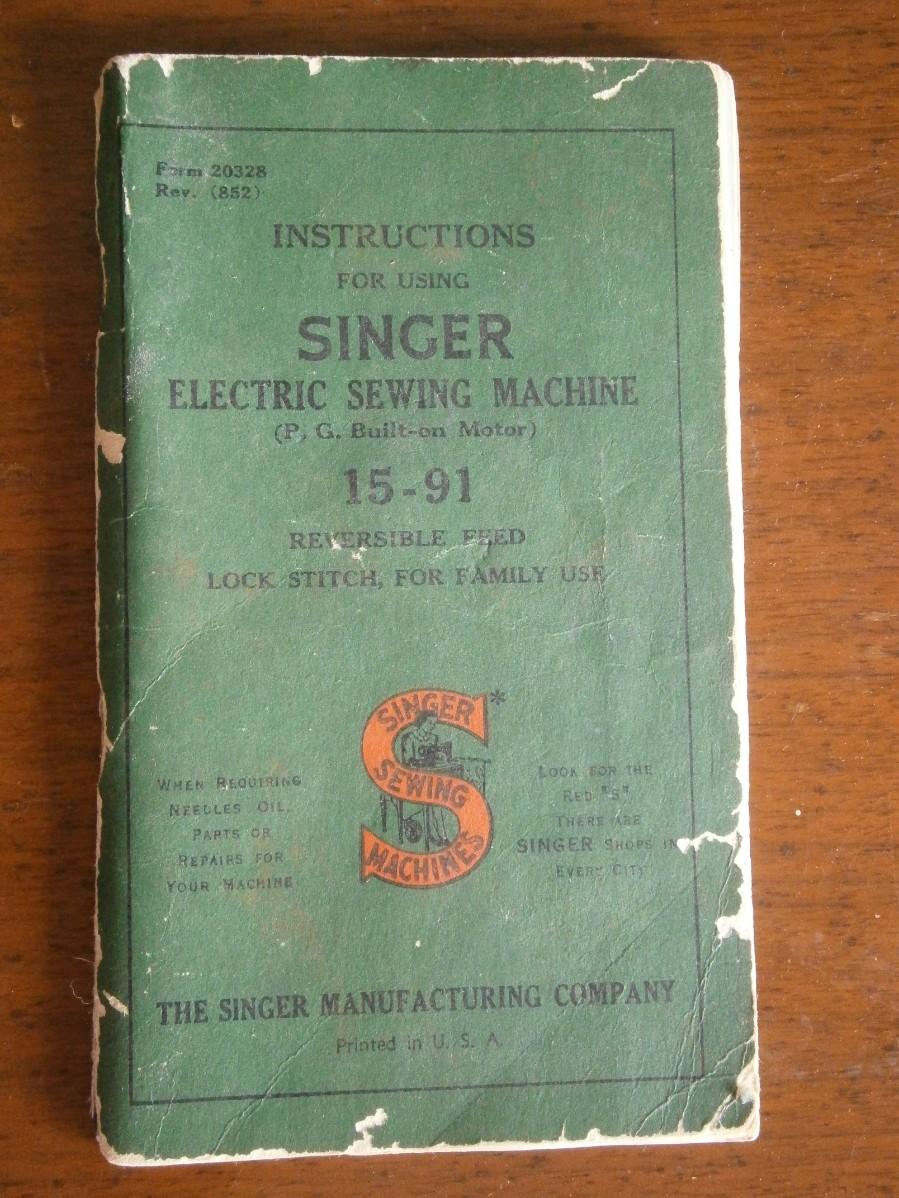 Form 20328
Rev. (852)
INSTRUCTIONS
FOR USING
SINGER
ELECTRIC SEWING MACHINE
(P. G. Built-on Motor)
15-91
REVERSIBLE FEED
LOCK STITCH, FOR FAMILY USE
SINGER*
SEWING
MACHINES
WHEN REQUIRING
NEEDLES OIL,
PARTS OR
REPAIRS FOR
YOUR MACHINE
LOOK FOR THE
RED "S"
THERE ARE
SINGER SHOPS IN
EVERY CITY
THE SINGER MANUFACTURING COMPANY
Printed in U. S. A.